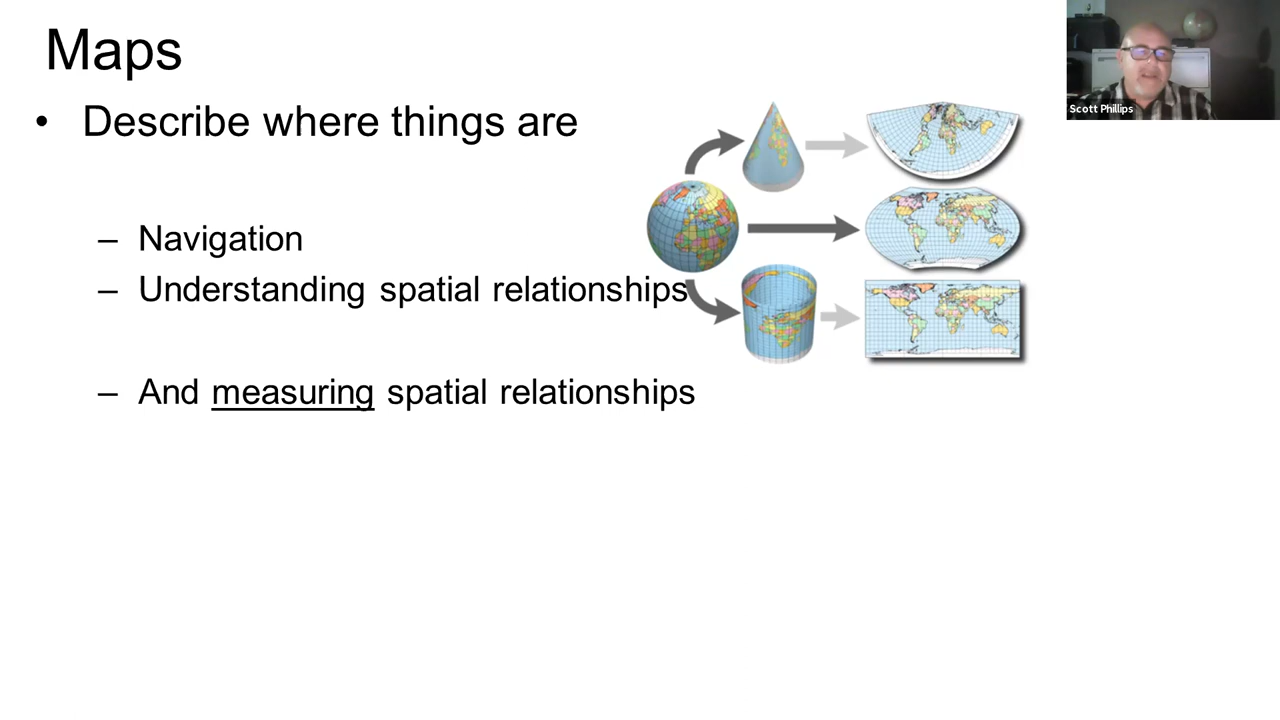 Maps
• Describe where things are
– Navigation
– Understanding spatial relationships
– And measuring spatial relationships
Scott Phillips